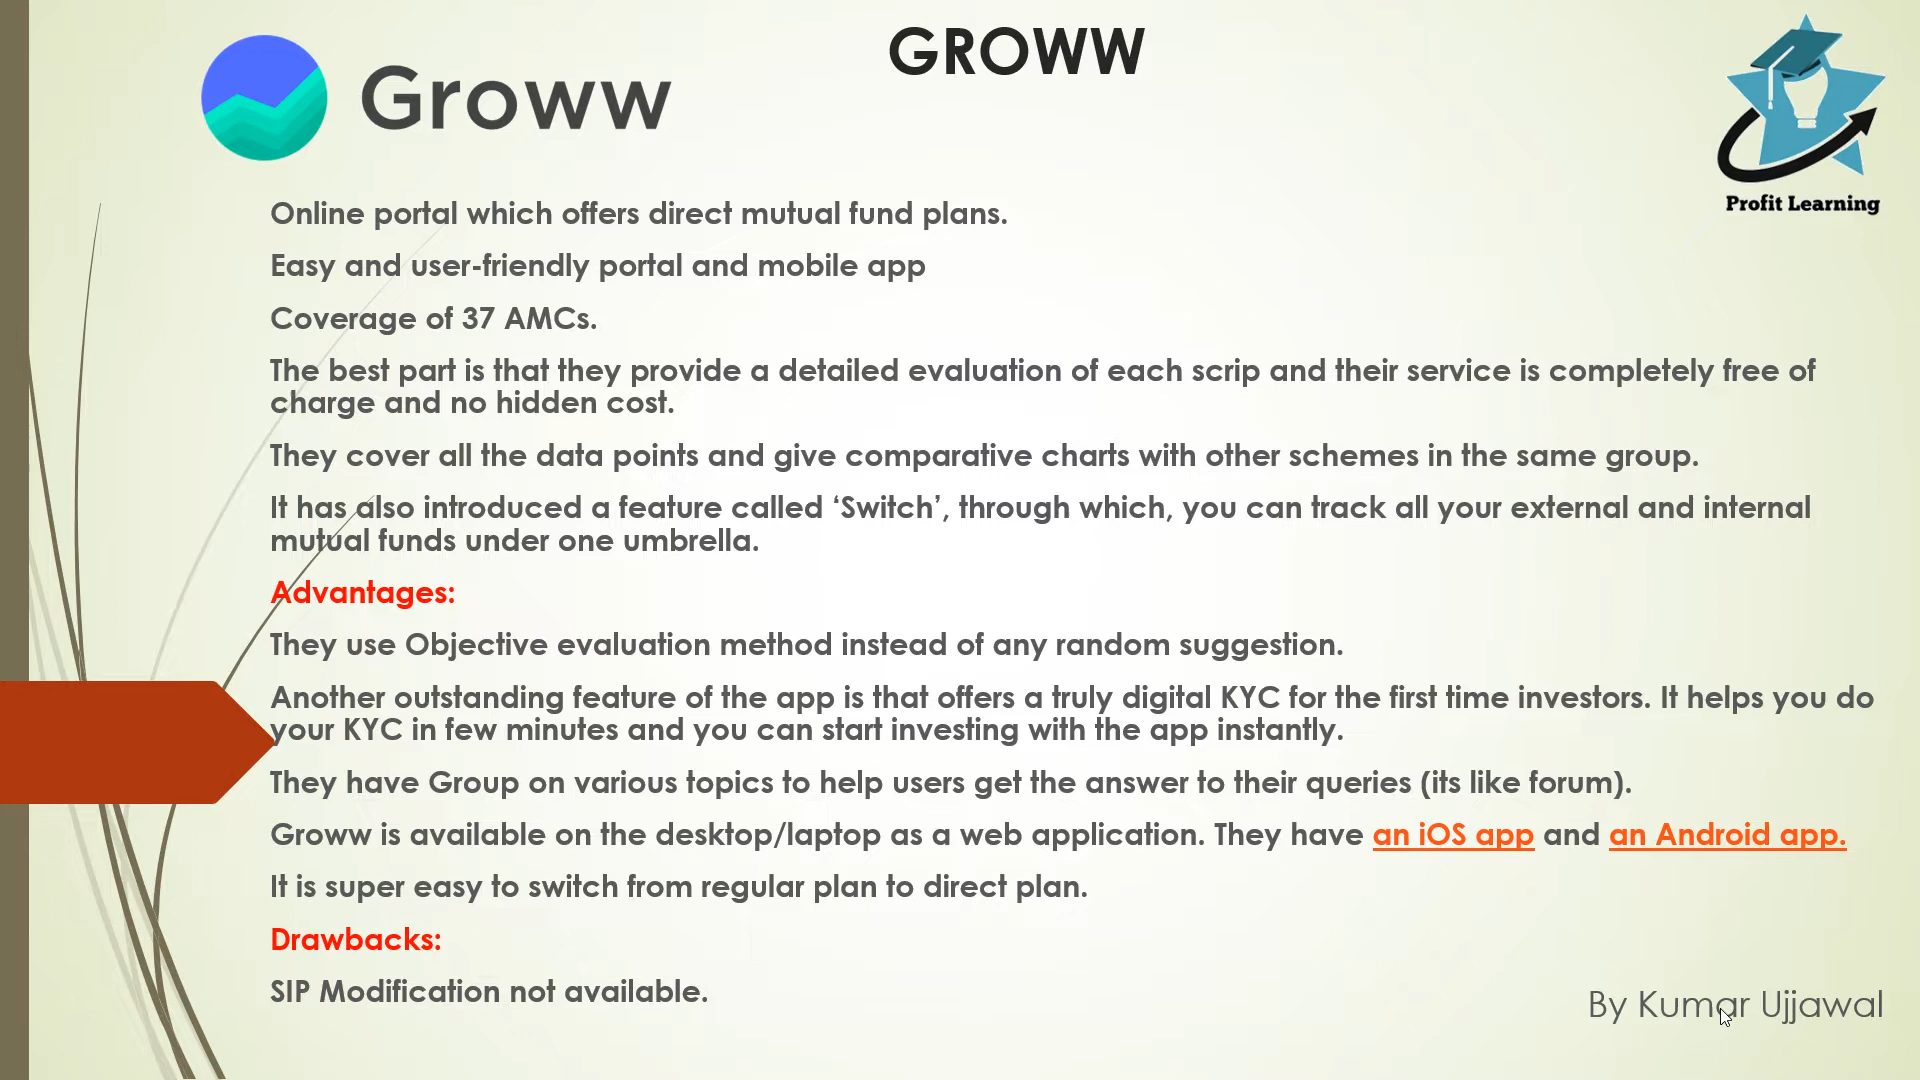 GROWW
Groww
Profit Learning
Online portal which offers direct mutual fund plans.
Easy and user-friendly portal and mobile app
Coverage of 37 AMCs.
The best part is that they provide a detailed evaluation of each scrip and their service is completely free of
charge and no hidden cost.
They cover all the data points and give comparative charts with other schemes in the same group.
It has also introduced a feature called ‘Switch’, through which, you can track all your external and internal
mutual funds under one umbrella.
Advantages:
They use Objective evaluation method instead of any random suggestion.
Another outstanding feature of the app is that offers a truly digital KYC for the first time investors. It helps you do
your KYC in few minutes and you can start investing with the app instantly.
They have Group on various topics to help users get the answer to their queries (its like forum).
Groww is available on the desktop/laptop as a web application. They have an iOS app and an Android app.
It is super easy to switch from regular plan to direct plan.
Drawbacks:
SIP Modification not available.
By Kumar Ujjawal